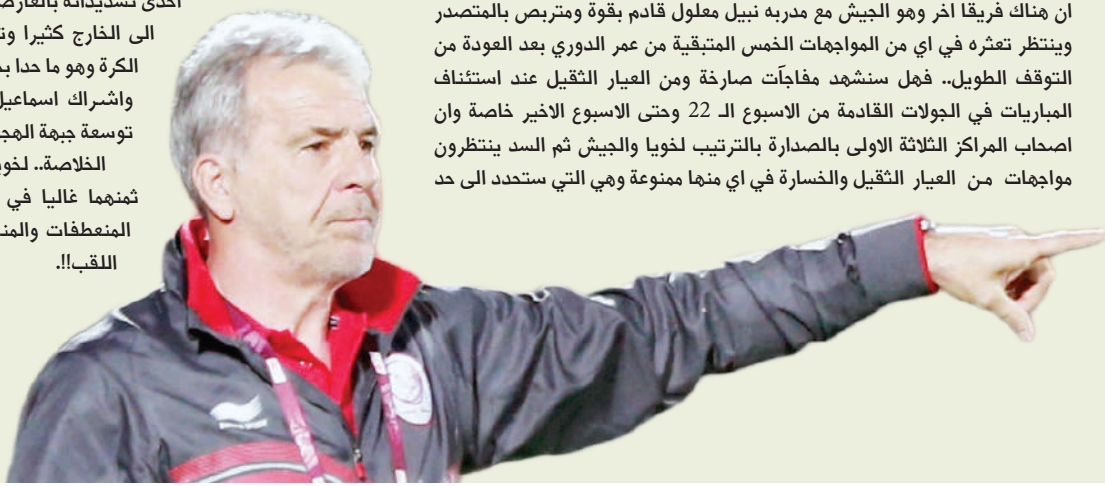 ان هناك فريقا اخر وهو الجيش مع مدربه نبيل معلول قادم بقوة ومتربص بالمتصدر
وينتظر تعثره في اي من المواجهات الخمس المتبقية من عمر الدوري بعد العودة من
التوقف الطويل.. فهل سنشهد مفاجآت صارخة ومن العيار الثقيل عند استئناف
المباريات في الجولات القادمة من الاسبوع الـ 22 وحتى الاسبوع الاخير خاصة وان
اصحاب المراكز الثلاثة الاولى بالصدارة بالترتيب لخويا والجيش ثم السد ينتظرون
مواجهات من العيار الثقيل والخسارة في اي منها ممنوعة وهي التي ستحدد الى حد
احدى تسديداته
الى الخارج كثيرا
الكرة وهو ما حدا
واشراك
توسعة جبهة
الخلاصة..
ثمنهما غاليا في
المنعطفات
اللقب!!.